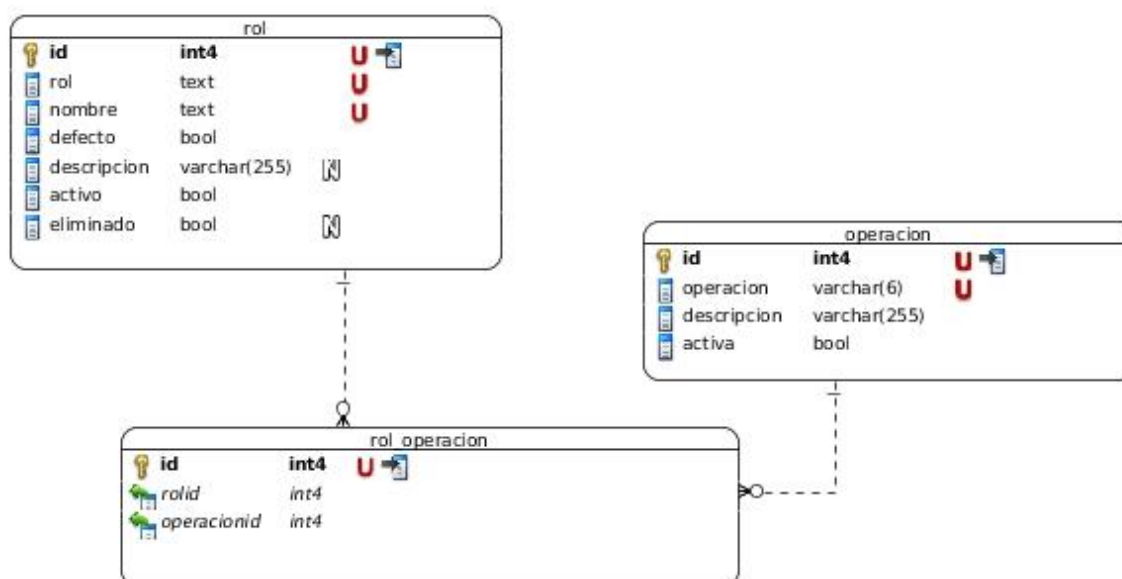 rol
id int4 U
rol text U
nombre text U
defecto bool
descripcion varchar(255) N
activo bool
eliminado bool N
operacion
id int4 U
operacion varchar(6) U
descripcion varchar(255)
activa bool
rol_operacion
id int4 U
rolid int4
operacionid int4